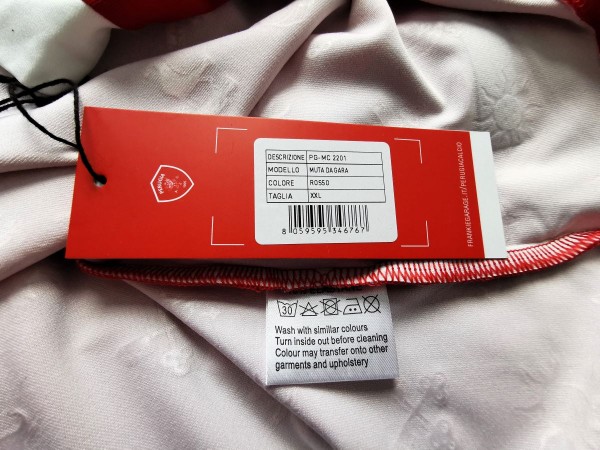 DESCRIZIONE PG-MC 2201
MODELLO MUTA DA GARA
COLORE ROSSO
TAGLIA XXL
8 059595 346767
FRANKIEGARAGE.IT/PERUGIACALCIO
PERUGIA
30
Wash with simillar colours
Turn inside out before cleaning
Colour may transfer onto other
garments and upholstery